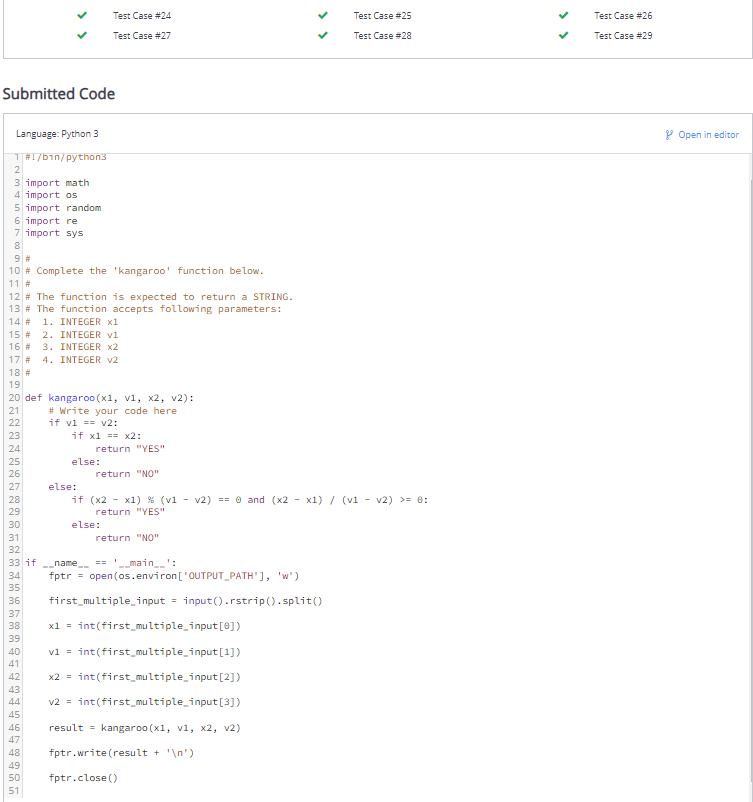 Test Case #24 Test Case #25 Test Case #26
Test Case #27 Test Case #28 Test Case #29
Submitted Code
Language: Python 3 Open in editor
1 #!/bin/python3
2
3 import math
4 import os
5 import random
6 import re
7 import sys
8
9 #
10 # Complete the 'kangaroo' function below.
11 #
12 # The function is expected to return a STRING.
13 # The function accepts following parameters:
14 #  1. INTEGER x1
15 #  2. INTEGER v1
16 #  3. INTEGER x2
17 #  4. INTEGER v2
18 #
19
20 def kangaroo(x1, v1, x2, v2):
21     # Write your code here
22     if v1 == v2:
23         if x1 == x2:
24             return "YES"
25         else:
26             return "NO"
27     else:
28         if (x2 - x1) % (v1 - v2) == 0 and (x2 - x1) / (v1 - v2) >= 0:
29             return "YES"
30         else:
31             return "NO"
32
33 if __name__ == '__main__':
34     fptr = open(os.environ['OUTPUT_PATH'], 'w')
35
36     first_multiple_input = input().rstrip().split()
37
38     x1 = int(first_multiple_input[0])
39
40     v1 = int(first_multiple_input[1])
41
42     x2 = int(first_multiple_input[2])
43
44     v2 = int(first_multiple_input[3])
45
46     result = kangaroo(x1, v1, x2, v2)
47
48     fptr.write(result + '\n')
49
50     fptr.close()
51